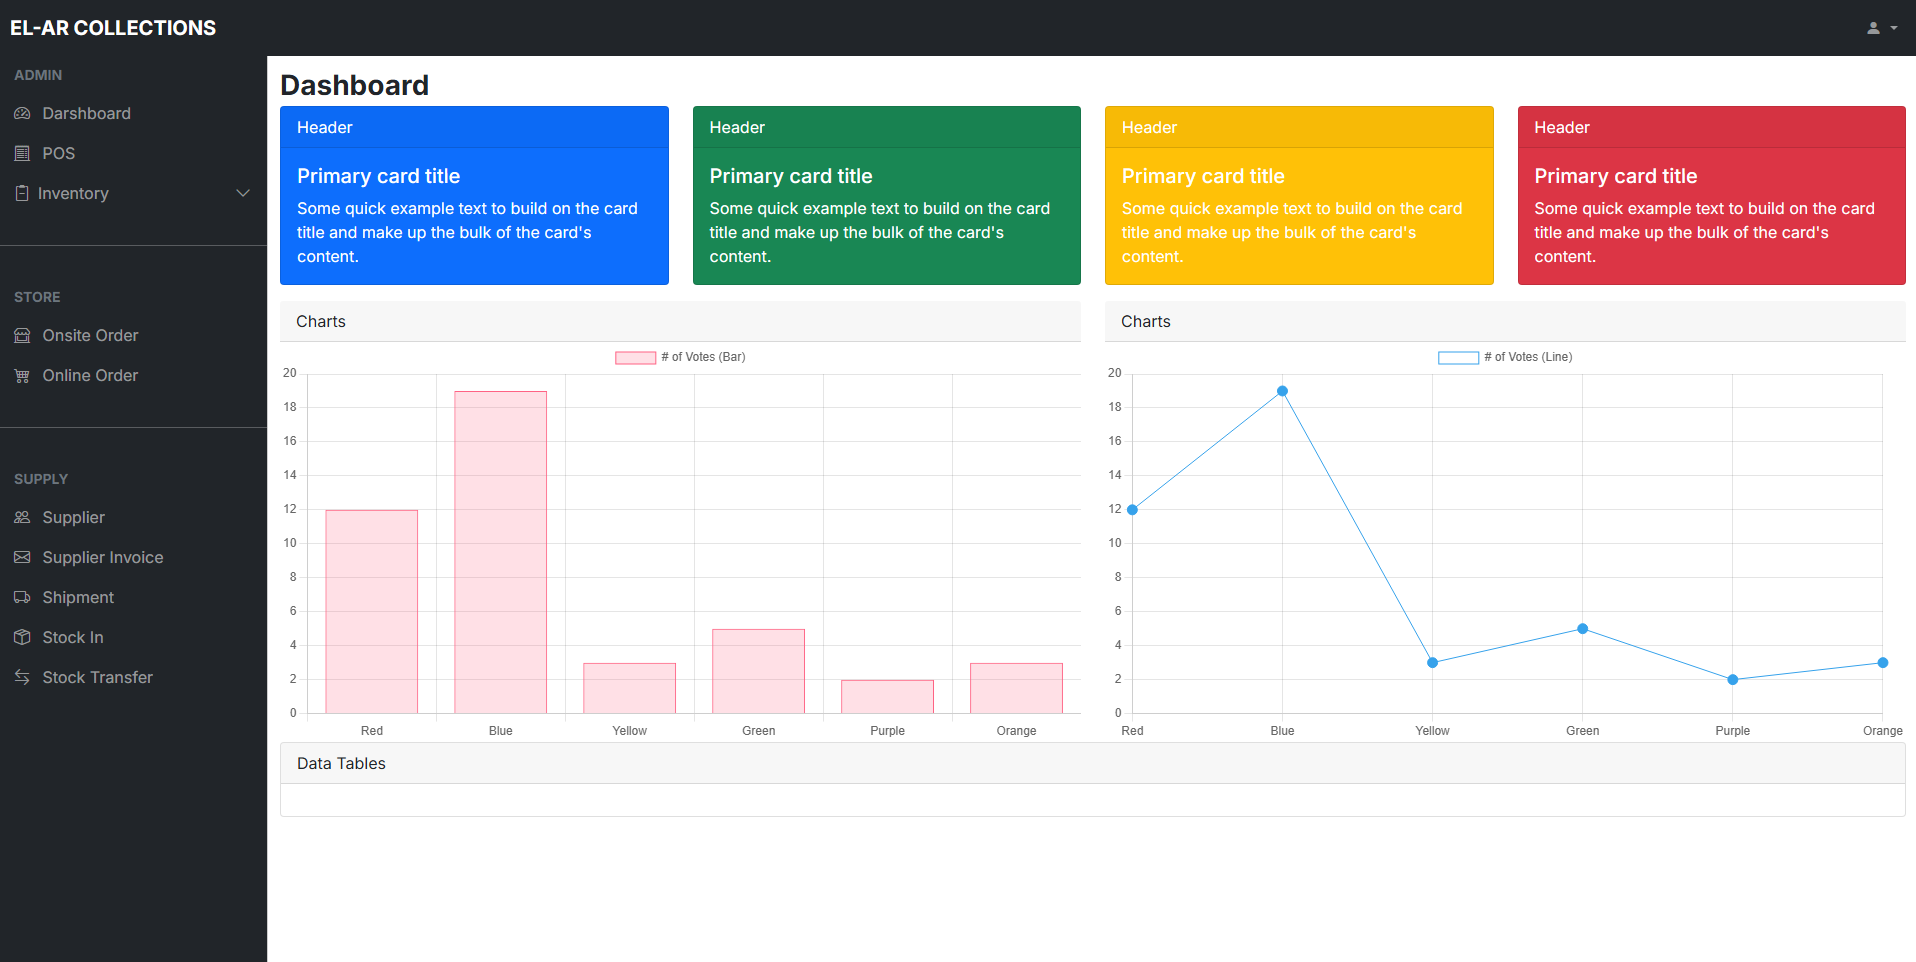 EL-AR COLLECTIONS
ADMIN
Darshboard
POS
Inventory
STORE
Onsite Order
Online Order
SUPPLY
Supplier
Supplier Invoice
Shipment
Stock In
Stock Transfer
Dashboard
Header
Primary card title
Some quick example text to build on the card
title and make up the bulk of the card's
content.
Header
Primary card title
Some quick example text to build on the card
title and make up the bulk of the card's
content.
Header
Primary card title
Some quick example text to build on the card
title and make up the bulk of the card's
content.
Header
Primary card title
Some quick example text to build on the card
title and make up the bulk of the card's
content.
Charts
# of Votes (Bar)
20
18
16
14
12
10
8
6
4
2
0
Red Blue Yellow Green Purple Orange
Charts
# of Votes (Line)
20
18
16
14
12
10
8
6
4
2
0
Red Blue Yellow Green Purple Orange
Data Tables